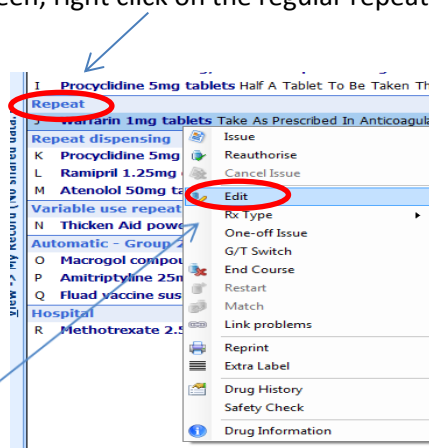 een, right click on the regular repeat
I Procyclidine 5mg tablets Half A Tablet To Be Taken Th
Repeat
J Warfarin 1mg tablets Take As Prescribed In Anticoagula
Repeat dispensing
K Procyclidine 5mg
L Ramipril 1.25mg
M Atenolol 50mg ta
Variable use repeat
N Thicken Aid powd
Automatic - Group 2
O Macrogol compou
P Amitriptyline 25m
Q Fluad vaccine sus
Hospital
R Methotrexate 2.5
Issue
Reauthorise
Cancel Issue
Edit
Rx Type
One-off Issue
G/T Switch
End Course
Restart
Match
Link problems
Reprint
Extra Label
Drug History
Safety Check
Drug Information